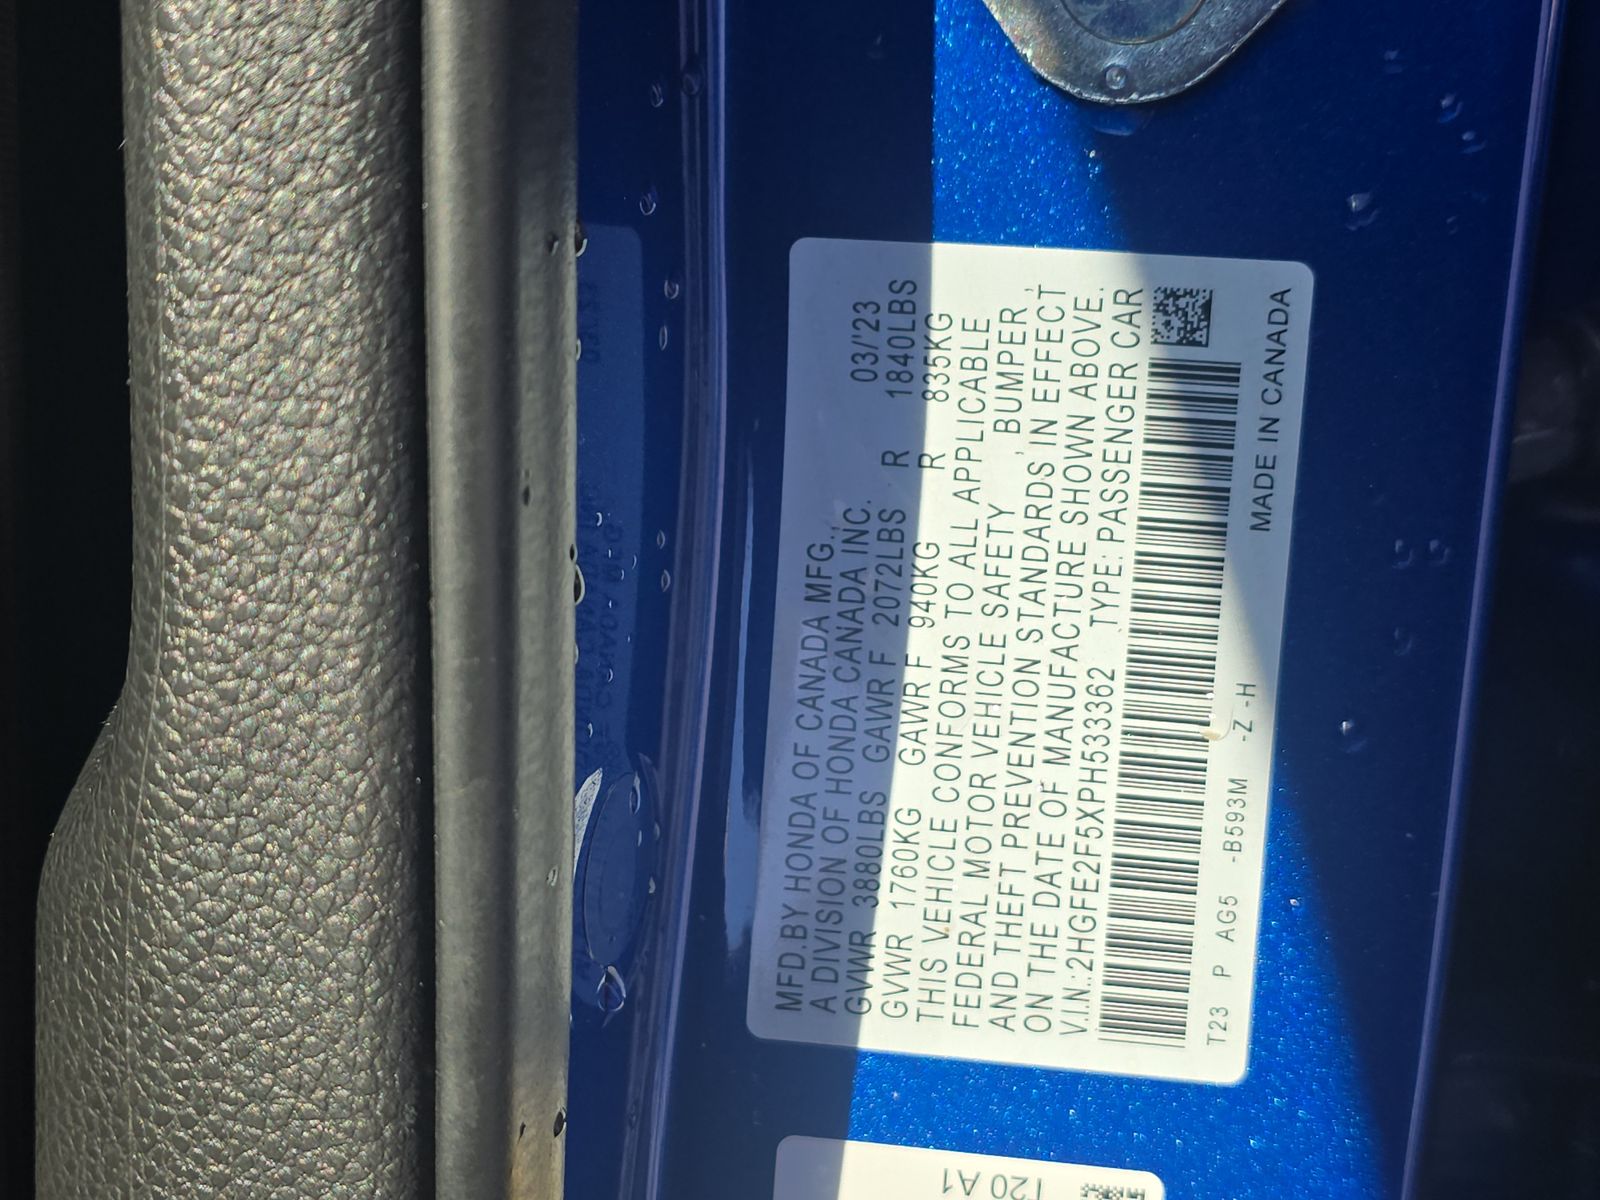 MFD.BY HONDA OF CANADA MFG.,  03/'23
A DIVISION OF HONDA CANADA INC.
GVWR 3880LBS GAWR F 2072LBS R 1840LBS
GVWR 1760KG GAWR F 940KG R 835KG
THIS VEHICLE CONFORMS TO ALL APPLICABLE
FEDERAL MOTOR VEHICLE SAFETY , BUMPER ,
AND THEFT PREVENTION STANDARDS IN EFFECT
ON THE DATE OF MANUFACTURE SHOWN ABOVE.
V.I.N.:2HGFE2F5XPH533362 TYPE: PASSENGER CAR
T23 P AG5 -B593M -Z -H MADE IN CANADA
T20 A1